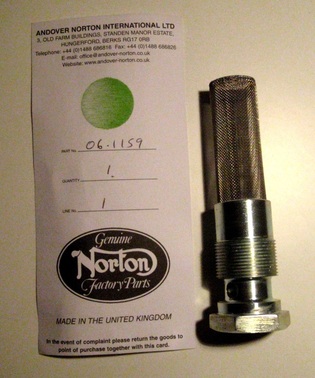 ANDOVER NORTON INTERNATIONAL LTD
3, OLD FARM BUILDINGS, STANDEN MANOR ESTATE,
HUNGERFORD, BERKS RG17 0RB
Telephone: +44 (0)1488 686816 Fax: +44 (0)1488 686826
E-mail: office@andover-norton.co.uk
Website: www.andover-norton.co.uk
PART No. 06.1159
QUANTITY 1.
LINE No. 1
Genuine
Norton
Factory Parts
MADE IN THE UNITED KINGDOM
In the event of complaint please return the goods to
point of purchase together with this card.